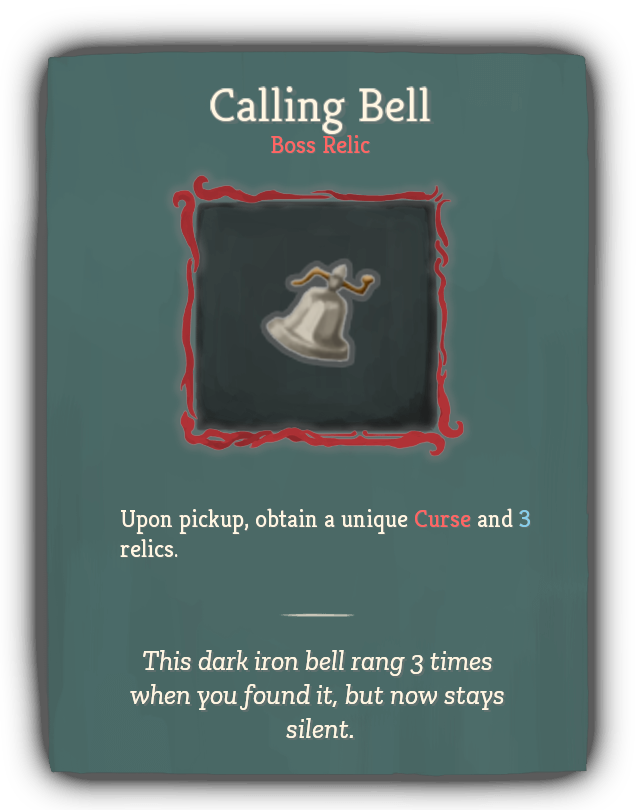 Calling Bell
Boss Relic
Upon pickup, obtain a unique Curse and 3
relics.
This dark iron bell rang 3 times
when you found it, but now stays
silent.